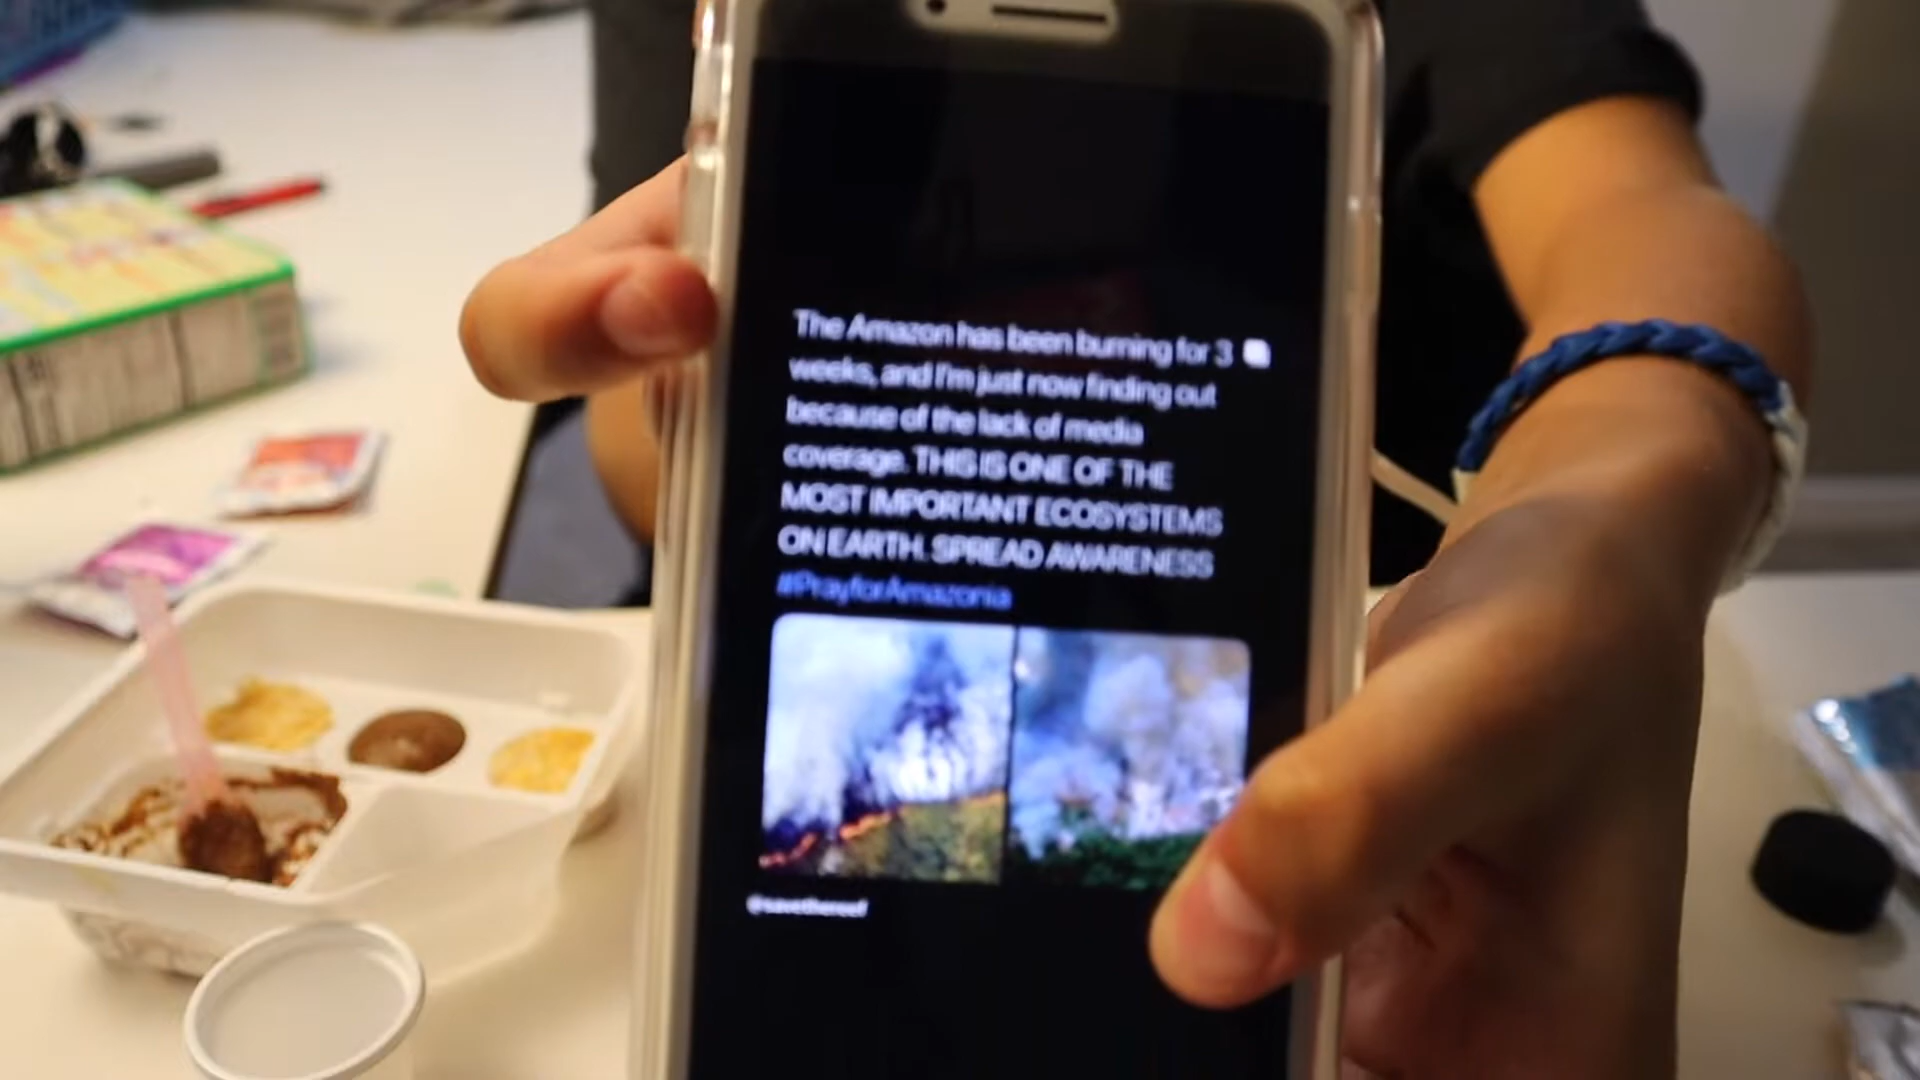 The Amazon has been burning for 3
weeks, and I'm just now finding out
because of the lack of media
coverage. THIS IS ONE OF THE
MOST IMPORTANT ECOSYSTEMS
ON EARTH. SPREAD AWARENESS
#PrayforAmazonia
@savethereef